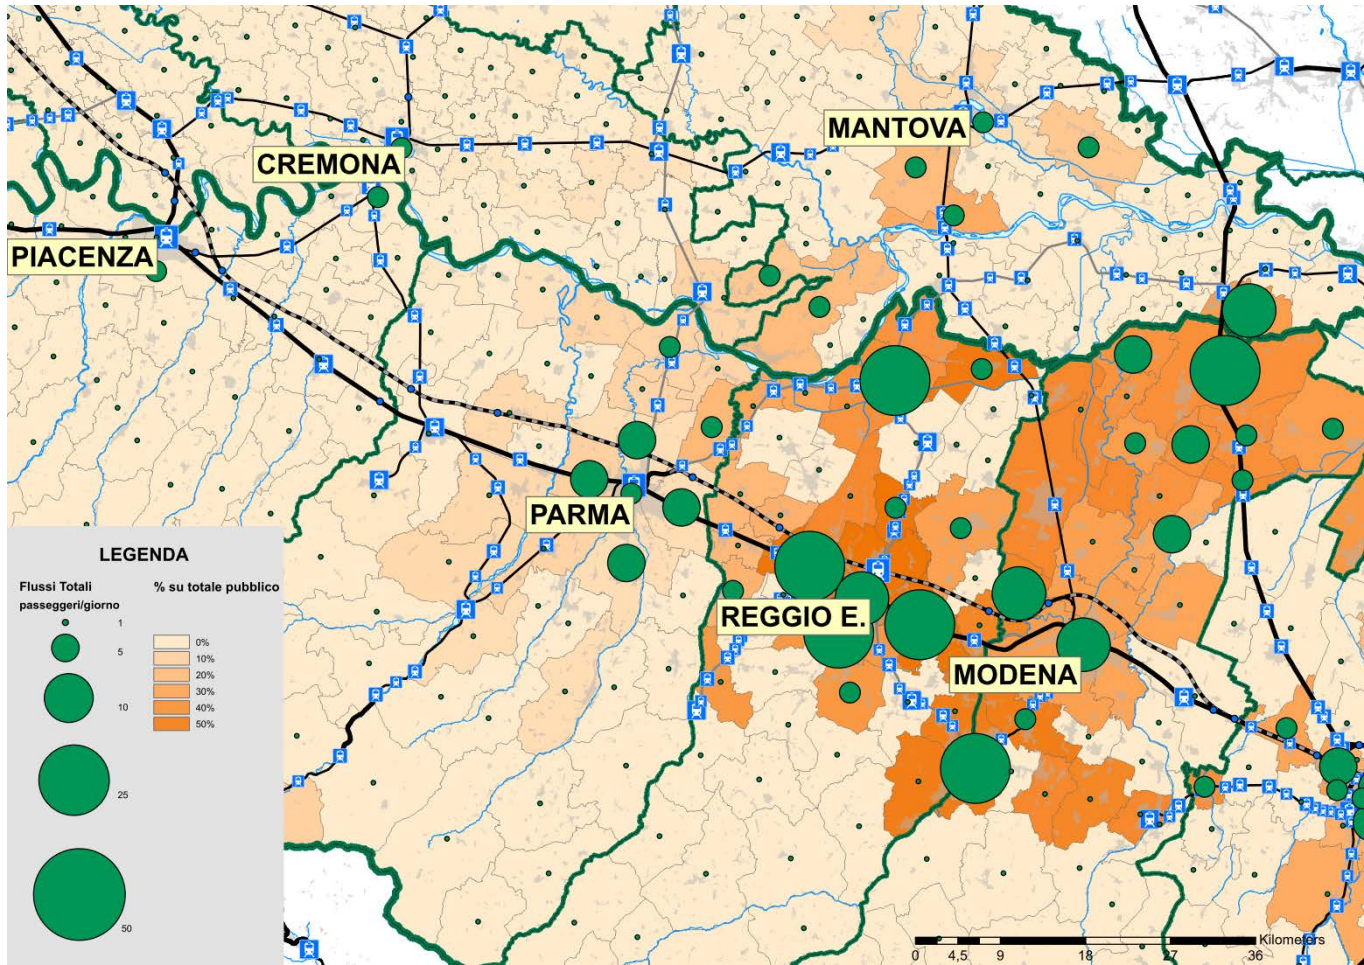 MANTOVA
CREMONA
PIACENZA
PARMA
REGGIO E.
MODENA
LEGENDA
Flussi Totali
passeggeri/giorno
% su totale pubblico
1
5
10
25
50
0%
10%
20%
30%
40%
50%
Kilometers
0 4,5 9 18 27 36